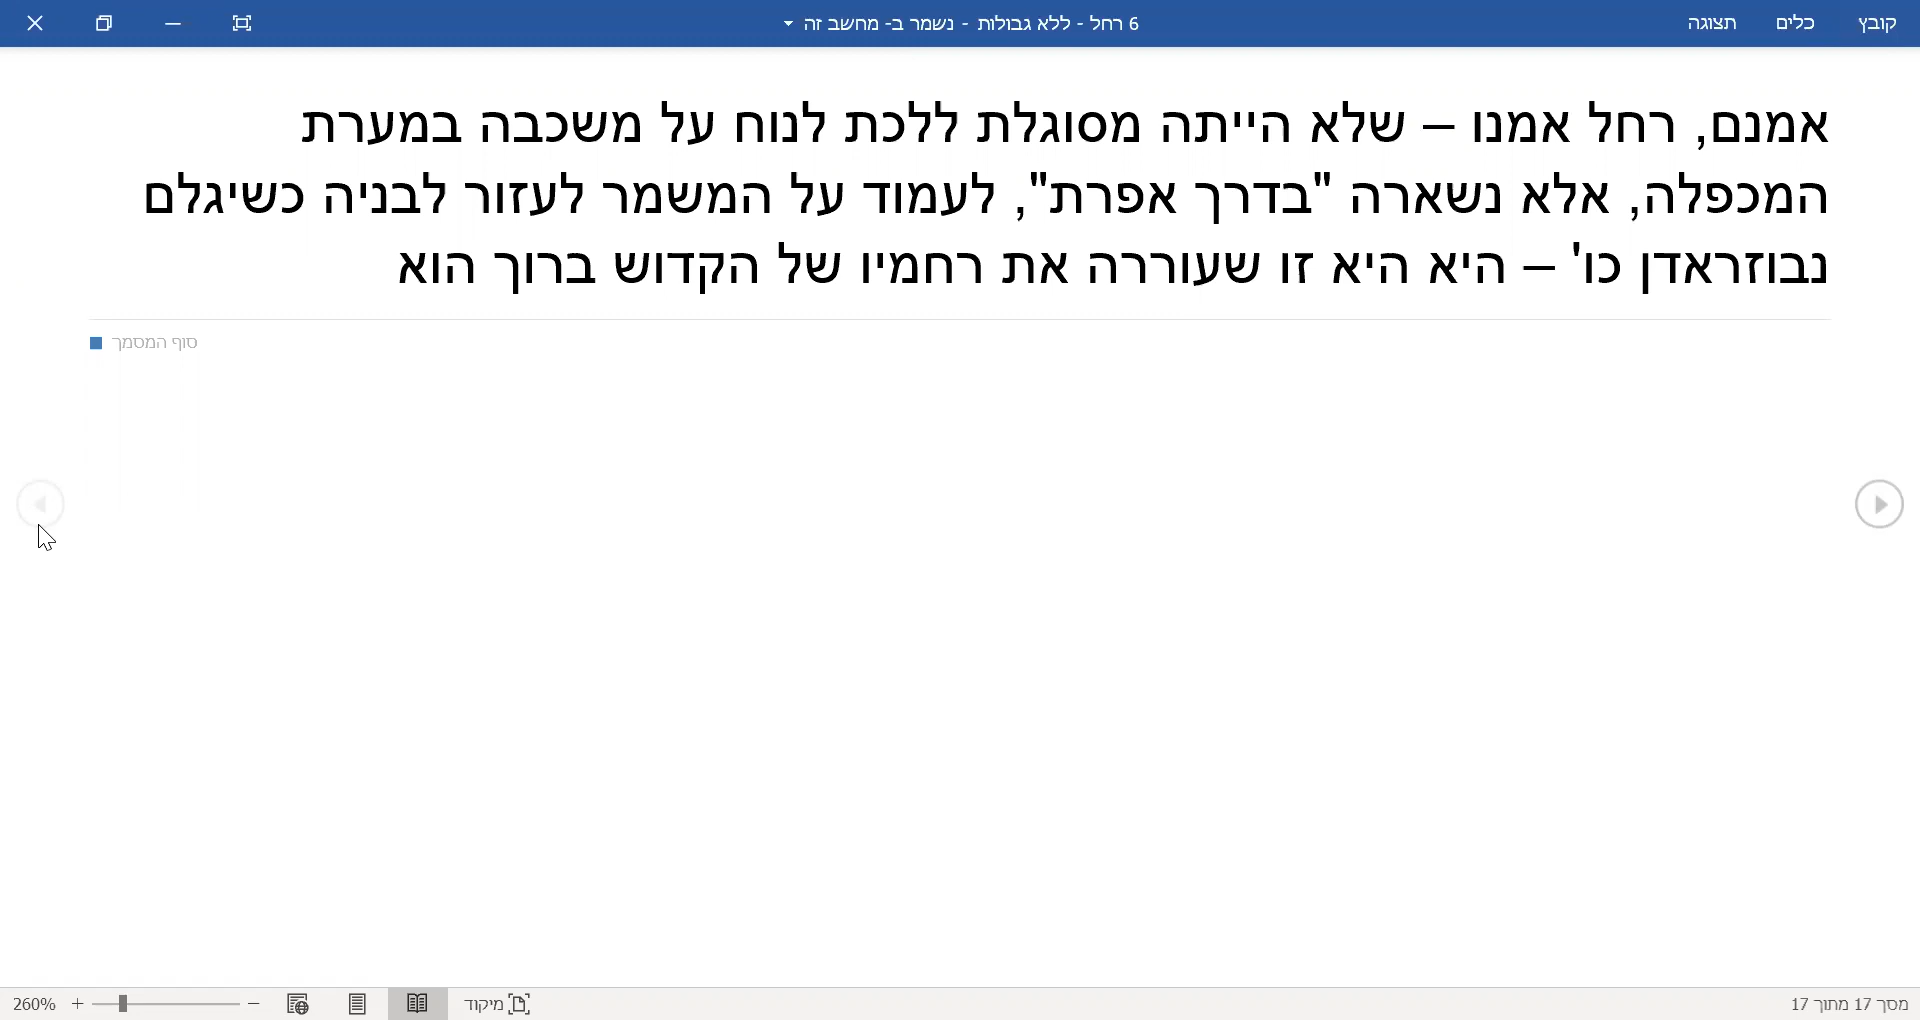 קובץ כלים תצוגה 6 רחל - ללא גבולות - נשמר ב- מחשב זה
אמנם, רחל אמנו – שלא הייתה מסוגלת ללכת לנוח על משכבה במערת
המכפלה, אלא נשארה "בדרך אפרת", לעמוד על המשמר לעזור לבניה כשיגלם
נבוזראדן כו' – היא היא זו שעוררה את רחמיו של הקדוש ברוך הוא
סוף המסמך
מסך 17 מתוך 17 מיקוד 260%